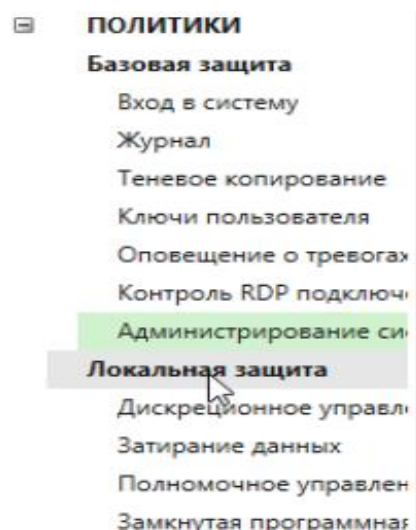 ПОЛИТИКИ
Базовая защита
Вход в систему
Журнал
Теневое копирование
Ключи пользователя
Оповещение о тревогах
Контроль RDP подключ
Администрирование си
Локальная защита
Дискреционное управл
Затирание данных
Полномочное управлен
Замкнутая программная